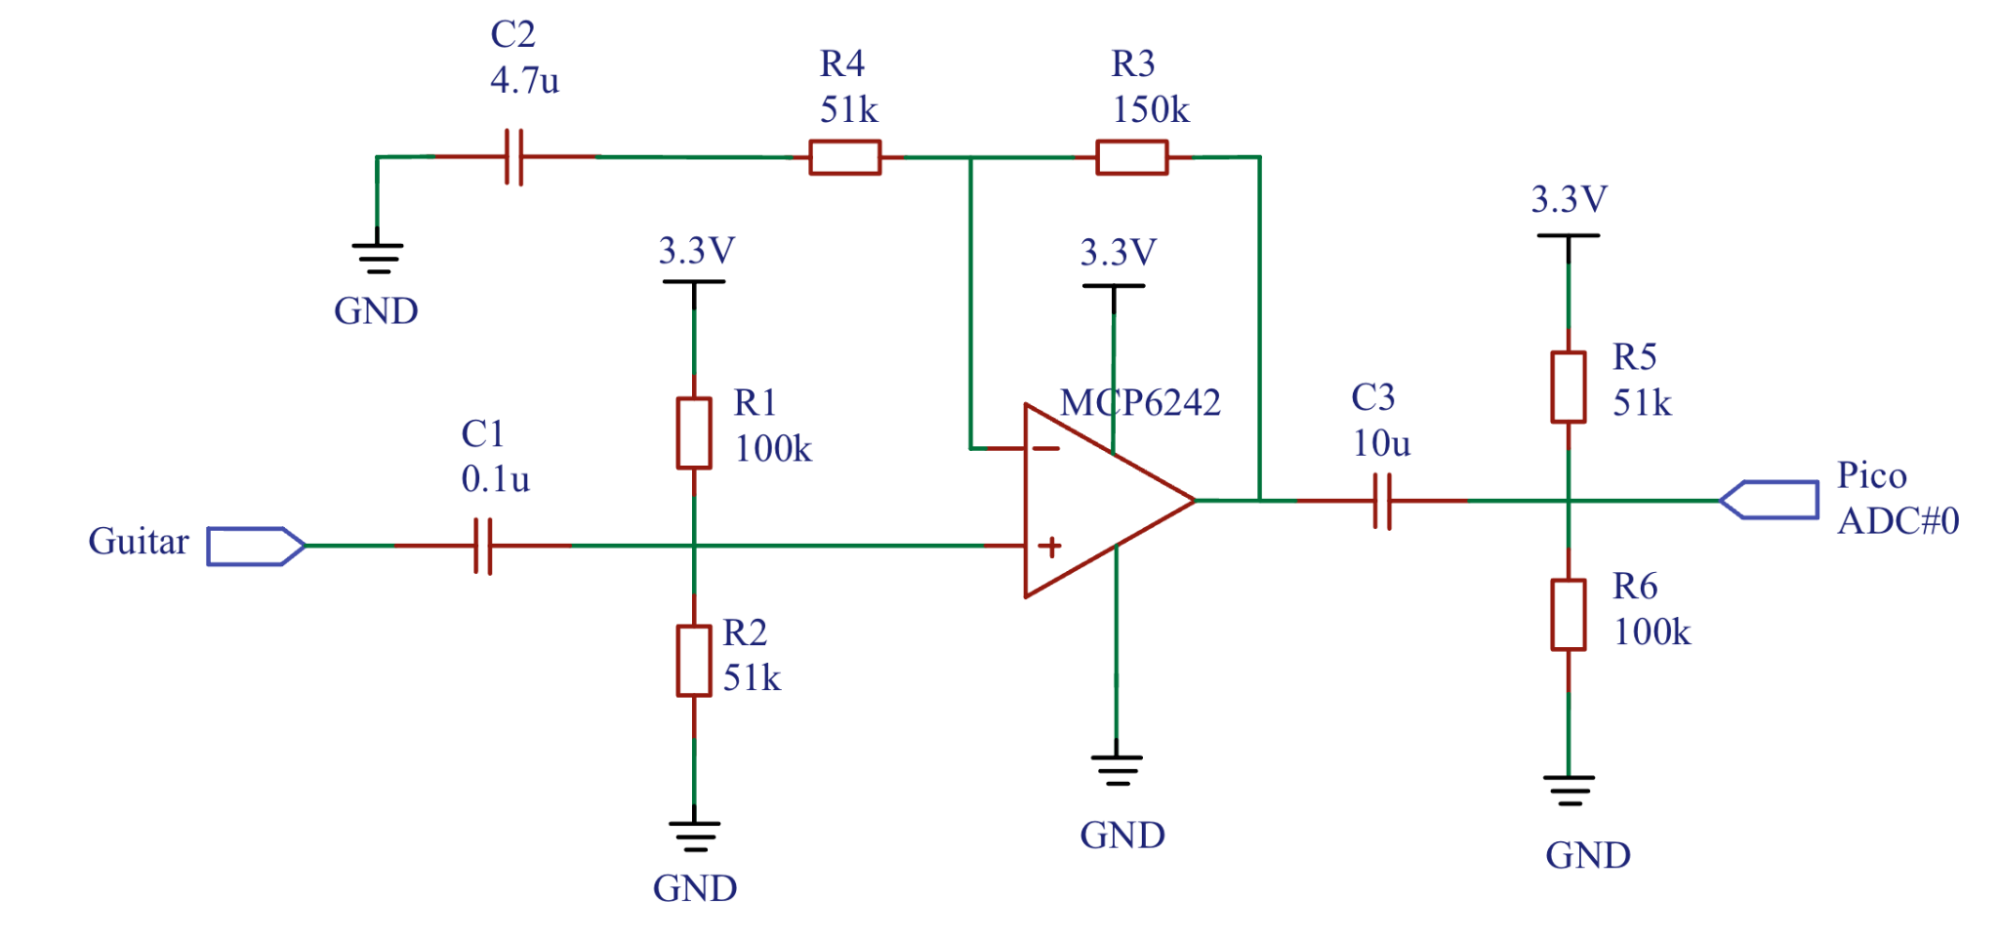 C2
4.7u
R4
51k
R3
150k
GND
3.3V
3.3V
3.3V
R1
100k
MCP6242
C1
0.1u
Guitar
R2
51k
C3
10u
R5
51k
Pico
ADC#0
R6
100k
GND
GND
GND